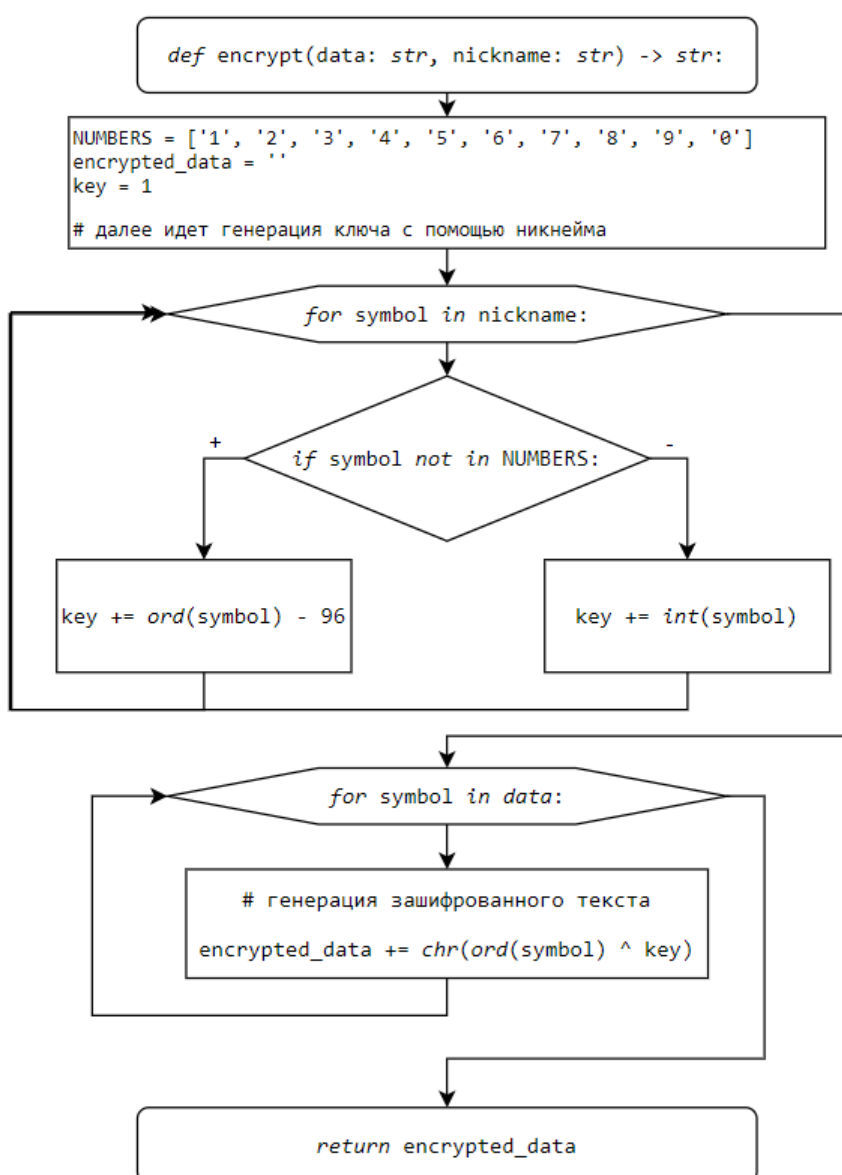 def encrypt(data: str, nickname: str) -> str:
NUMBERS = ['1', '2', '3', '4', '5', '6', '7', '8', '9', '0']
encrypted_data = ''
key = 1
# далее идет генерация ключа с помощью никнейма
for symbol in nickname:
+
-
if symbol not in NUMBERS:
key += ord(symbol) - 96
key += int(symbol)
for symbol in data:
# генерация зашифрованного текста
encrypted_data += chr(ord(symbol) ^ key)
return encrypted_data